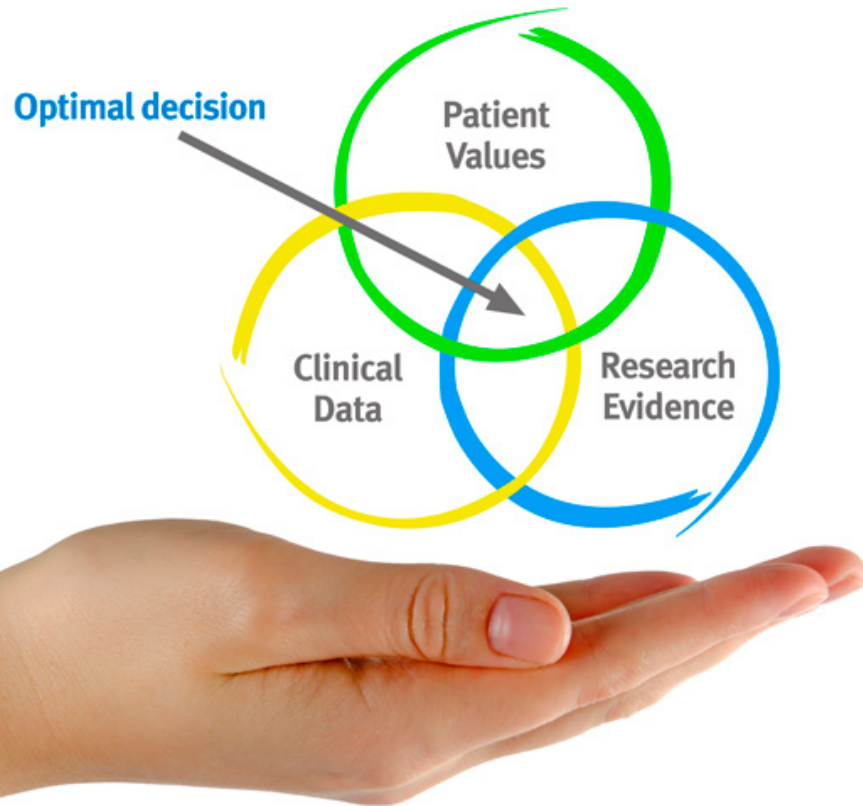 Optimal decision
Patient
Values
Clinical
Data
Research
Evidence